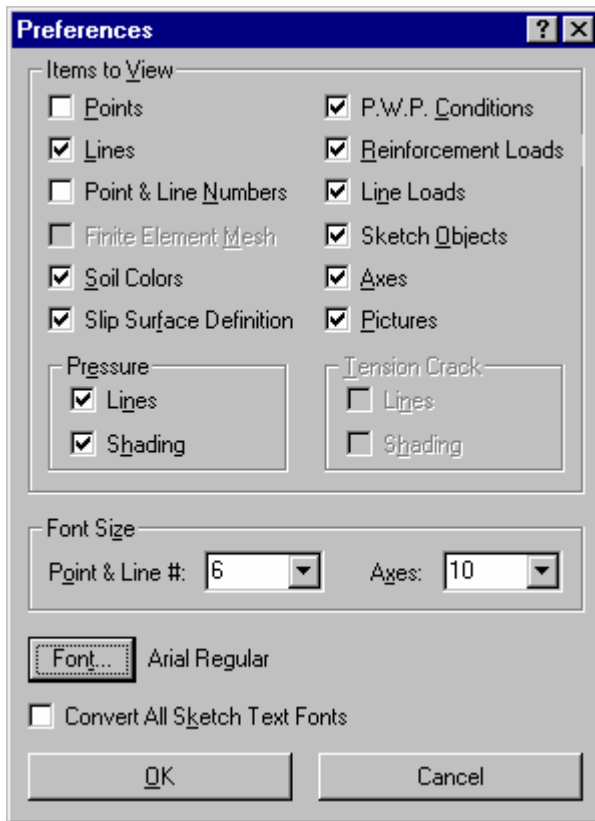 Preferences
Items to View
Points
P.W.P. Conditions
Lines
Reinforcement Loads
Point & Line Numbers
Line Loads
Finite Element Mesh
Sketch Objects
Soil Colors
Axes
Slip Surface Definition
Pictures
Pressure
Lines
Shading
Tension Crack
Lines
Shading
Font Size
Point & Line #: 6 Axes: 10
Font... Arial Regular
Convert All Sketch Text Fonts
OK Cancel